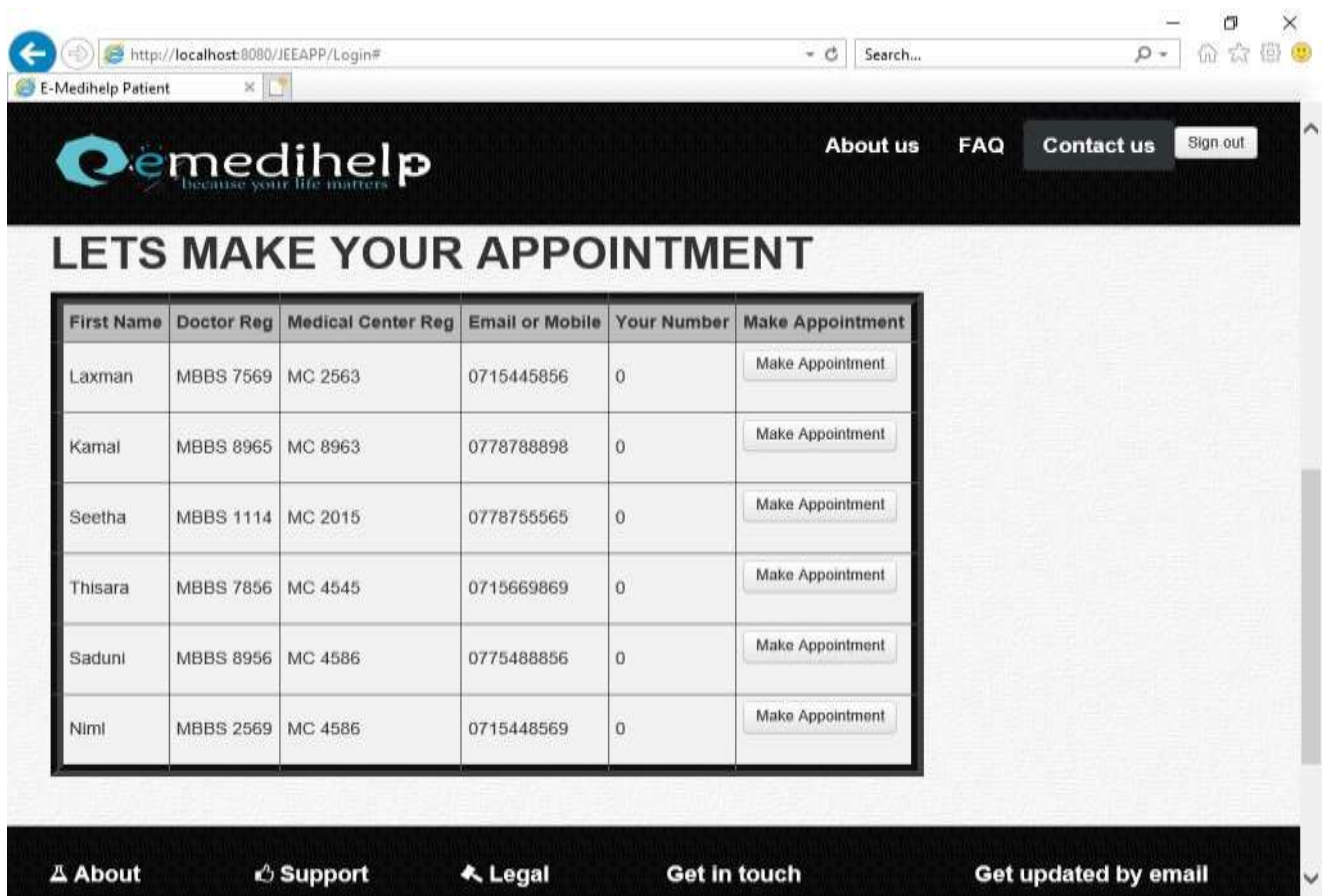 http://localhost:8080/JEEAPP/Login#
Search...
E-Medihelp Patient
emedihelp
because your life matters
About us FAQ Contact us Sign out
LETS MAKE YOUR APPOINTMENT
First Name Doctor Reg Medical Center Reg Email or Mobile Your Number Make Appointment
Laxman MBBS 7569 MC 2563 0715445856 0 Make Appointment
Kamal MBBS 8965 MC 8963 0778788898 0 Make Appointment
Seetha MBBS 1114 MC 2015 0778755565 0 Make Appointment
Thisara MBBS 7856 MC 4545 0715669869 0 Make Appointment
Saduni MBBS 8956 MC 4586 0775488856 0 Make Appointment
Niml MBBS 2569 MC 4586 0715448569 0 Make Appointment
About Support Legal Get in touch Get updated by email